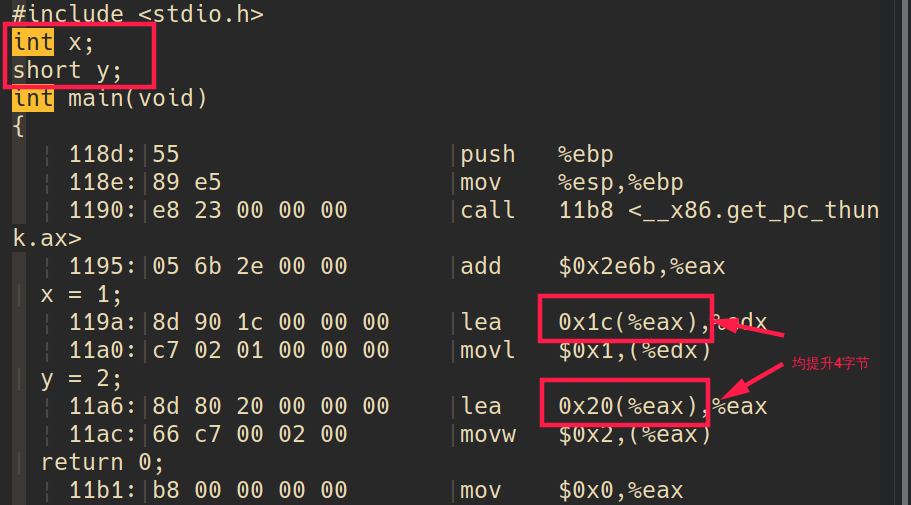 #include <stdio.h>
int x;
short y;
int main(void)
{
118d: 55 push %ebp
118e: 89 e5 mov %esp,%ebp
1190: e8 23 00 00 00 call 11b8 <__x86.get_pc_thun
k.ax>
1195: 05 6b 2e 00 00 add $0x2e6b,%eax
x = 1;
119a: 8d 90 1c 00 00 00 lea 0x1c(%eax),%edx
11a0: c7 02 01 00 00 00 movl $0x1,(%edx)
均提升4字节
y = 2;
11a6: 8d 80 20 00 00 00 lea 0x20(%eax),%eax
11ac: 66 c7 00 02 00 movw $0x2,(%eax)
return 0;
11b1: b8 00 00 00 00 mov $0x0,%eax